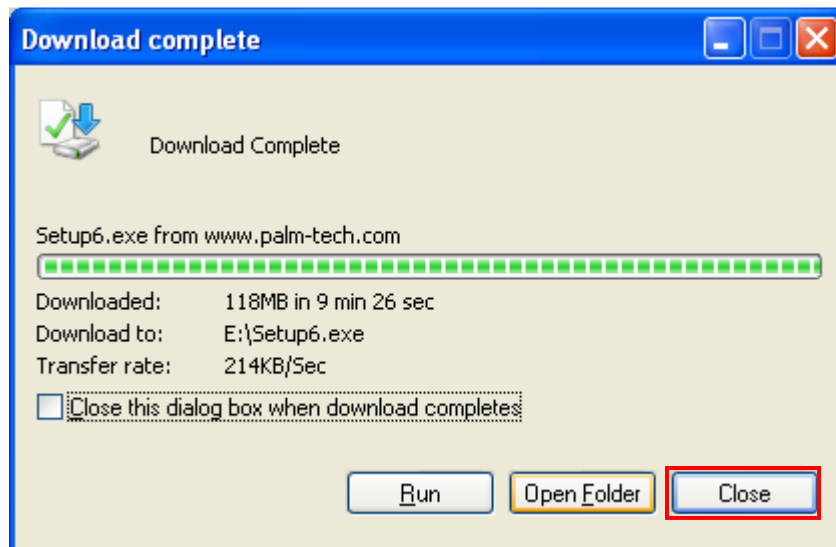 Download complete
Download Complete
Setup6.exe from www.palm-tech.com
Downloaded: 118MB in 9 min 26 sec
Download to: E:\Setup6.exe
Transfer rate: 214KB/Sec
Close this dialog box when download completes
Run Open Folder Close